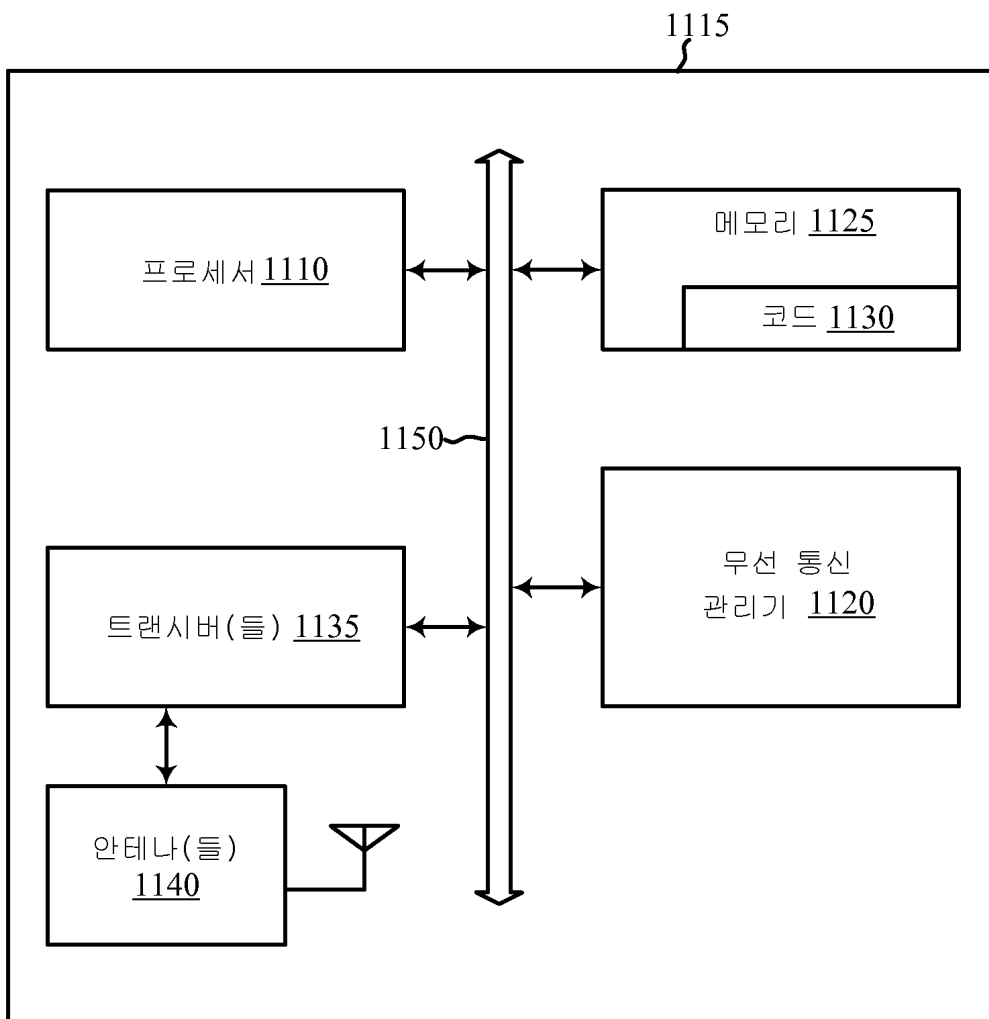 1115
프로세서 1110
메모리 1125
코드 1130
1150
트랜시버(들) 1135
무선 통신
관리기 1120
안테나(들)
1140